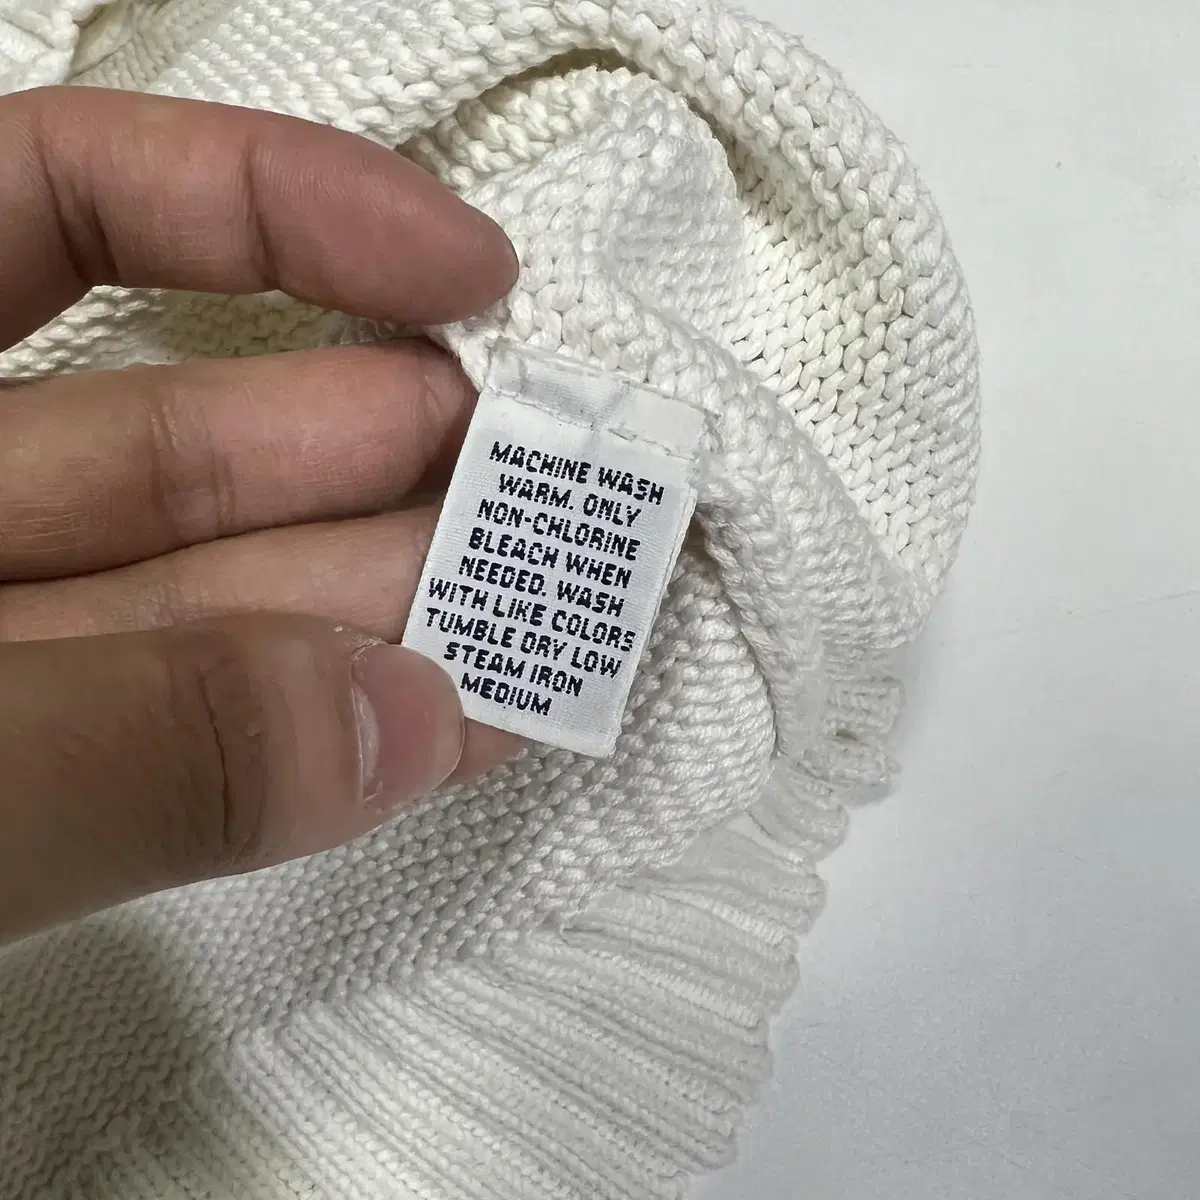 MACHINE WASH
WARM. ONLY
NON-CHLORINE
BLEACH WHEN
NEEDED. WASH
WITH LIKE COLORS
TUMBLE DRY LOW
STEAM IRON
MEDIUM